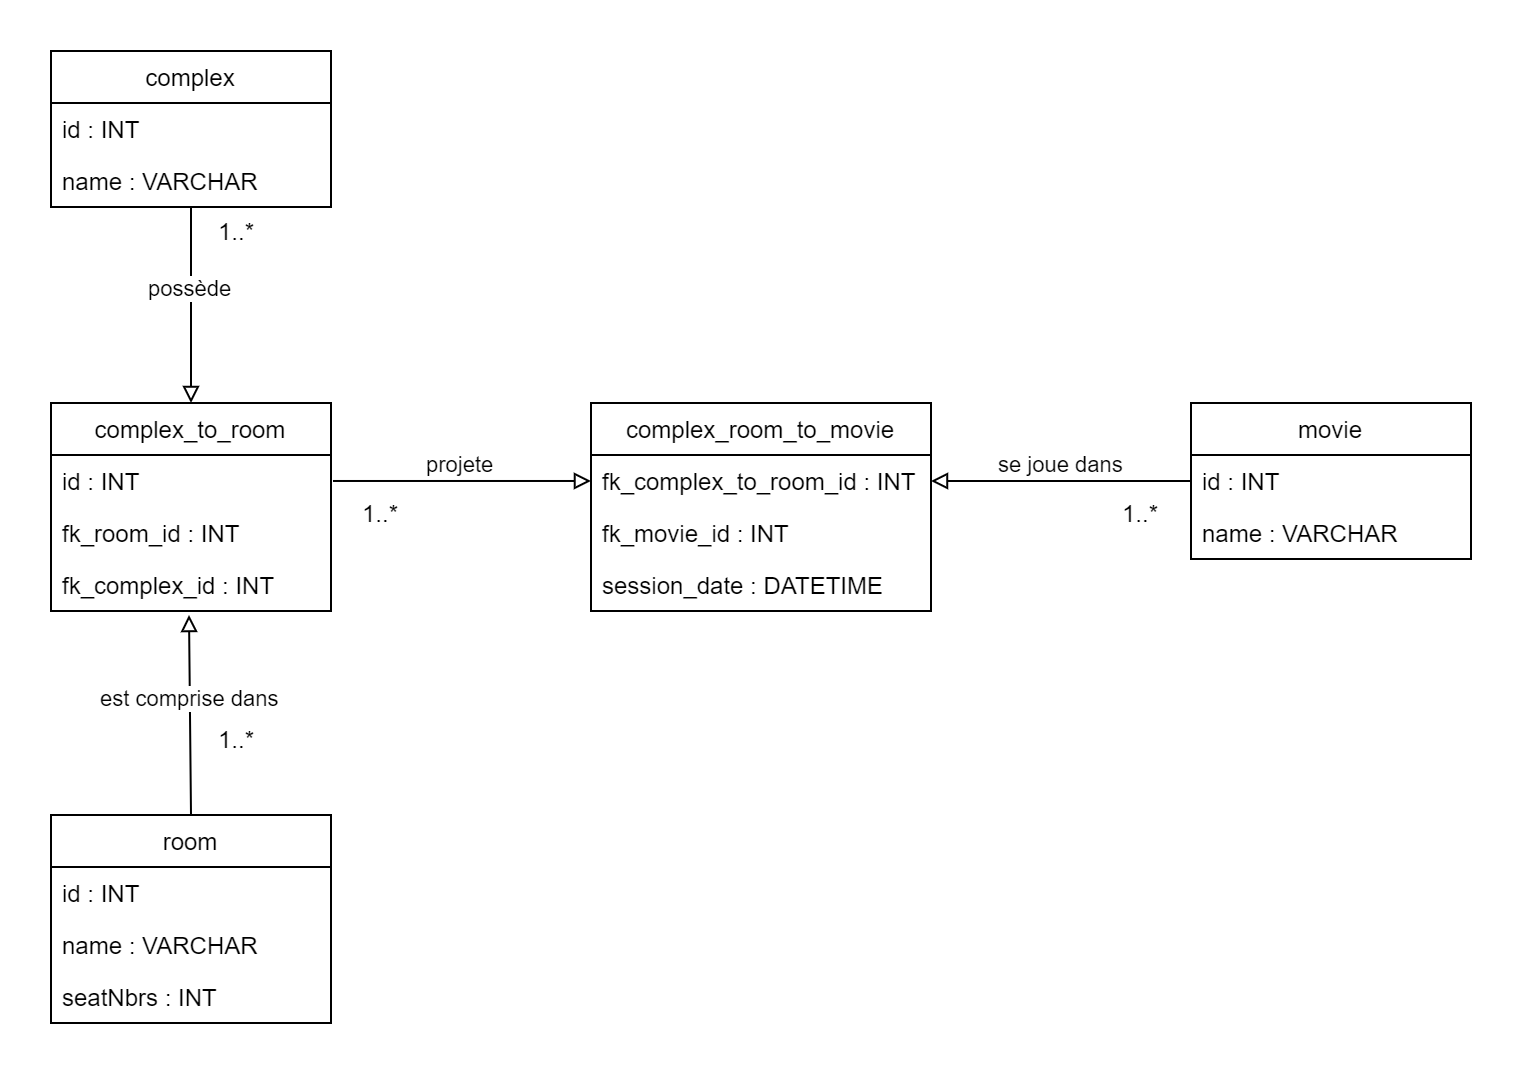 complex
id : INT
name : VARCHAR
1..*
possède
complex_to_room
id : INT
fk_room_id : INT
fk_complex_id : INT
projete
1..*
complex_room_to_movie
fk_complex_to_room_id : INT
fk_movie_id : INT
session_date : DATETIME
se joue dans
1..*
movie
id : INT
name : VARCHAR
est comprise dans
1..*
room
id : INT
name : VARCHAR
seatNbrs : INT